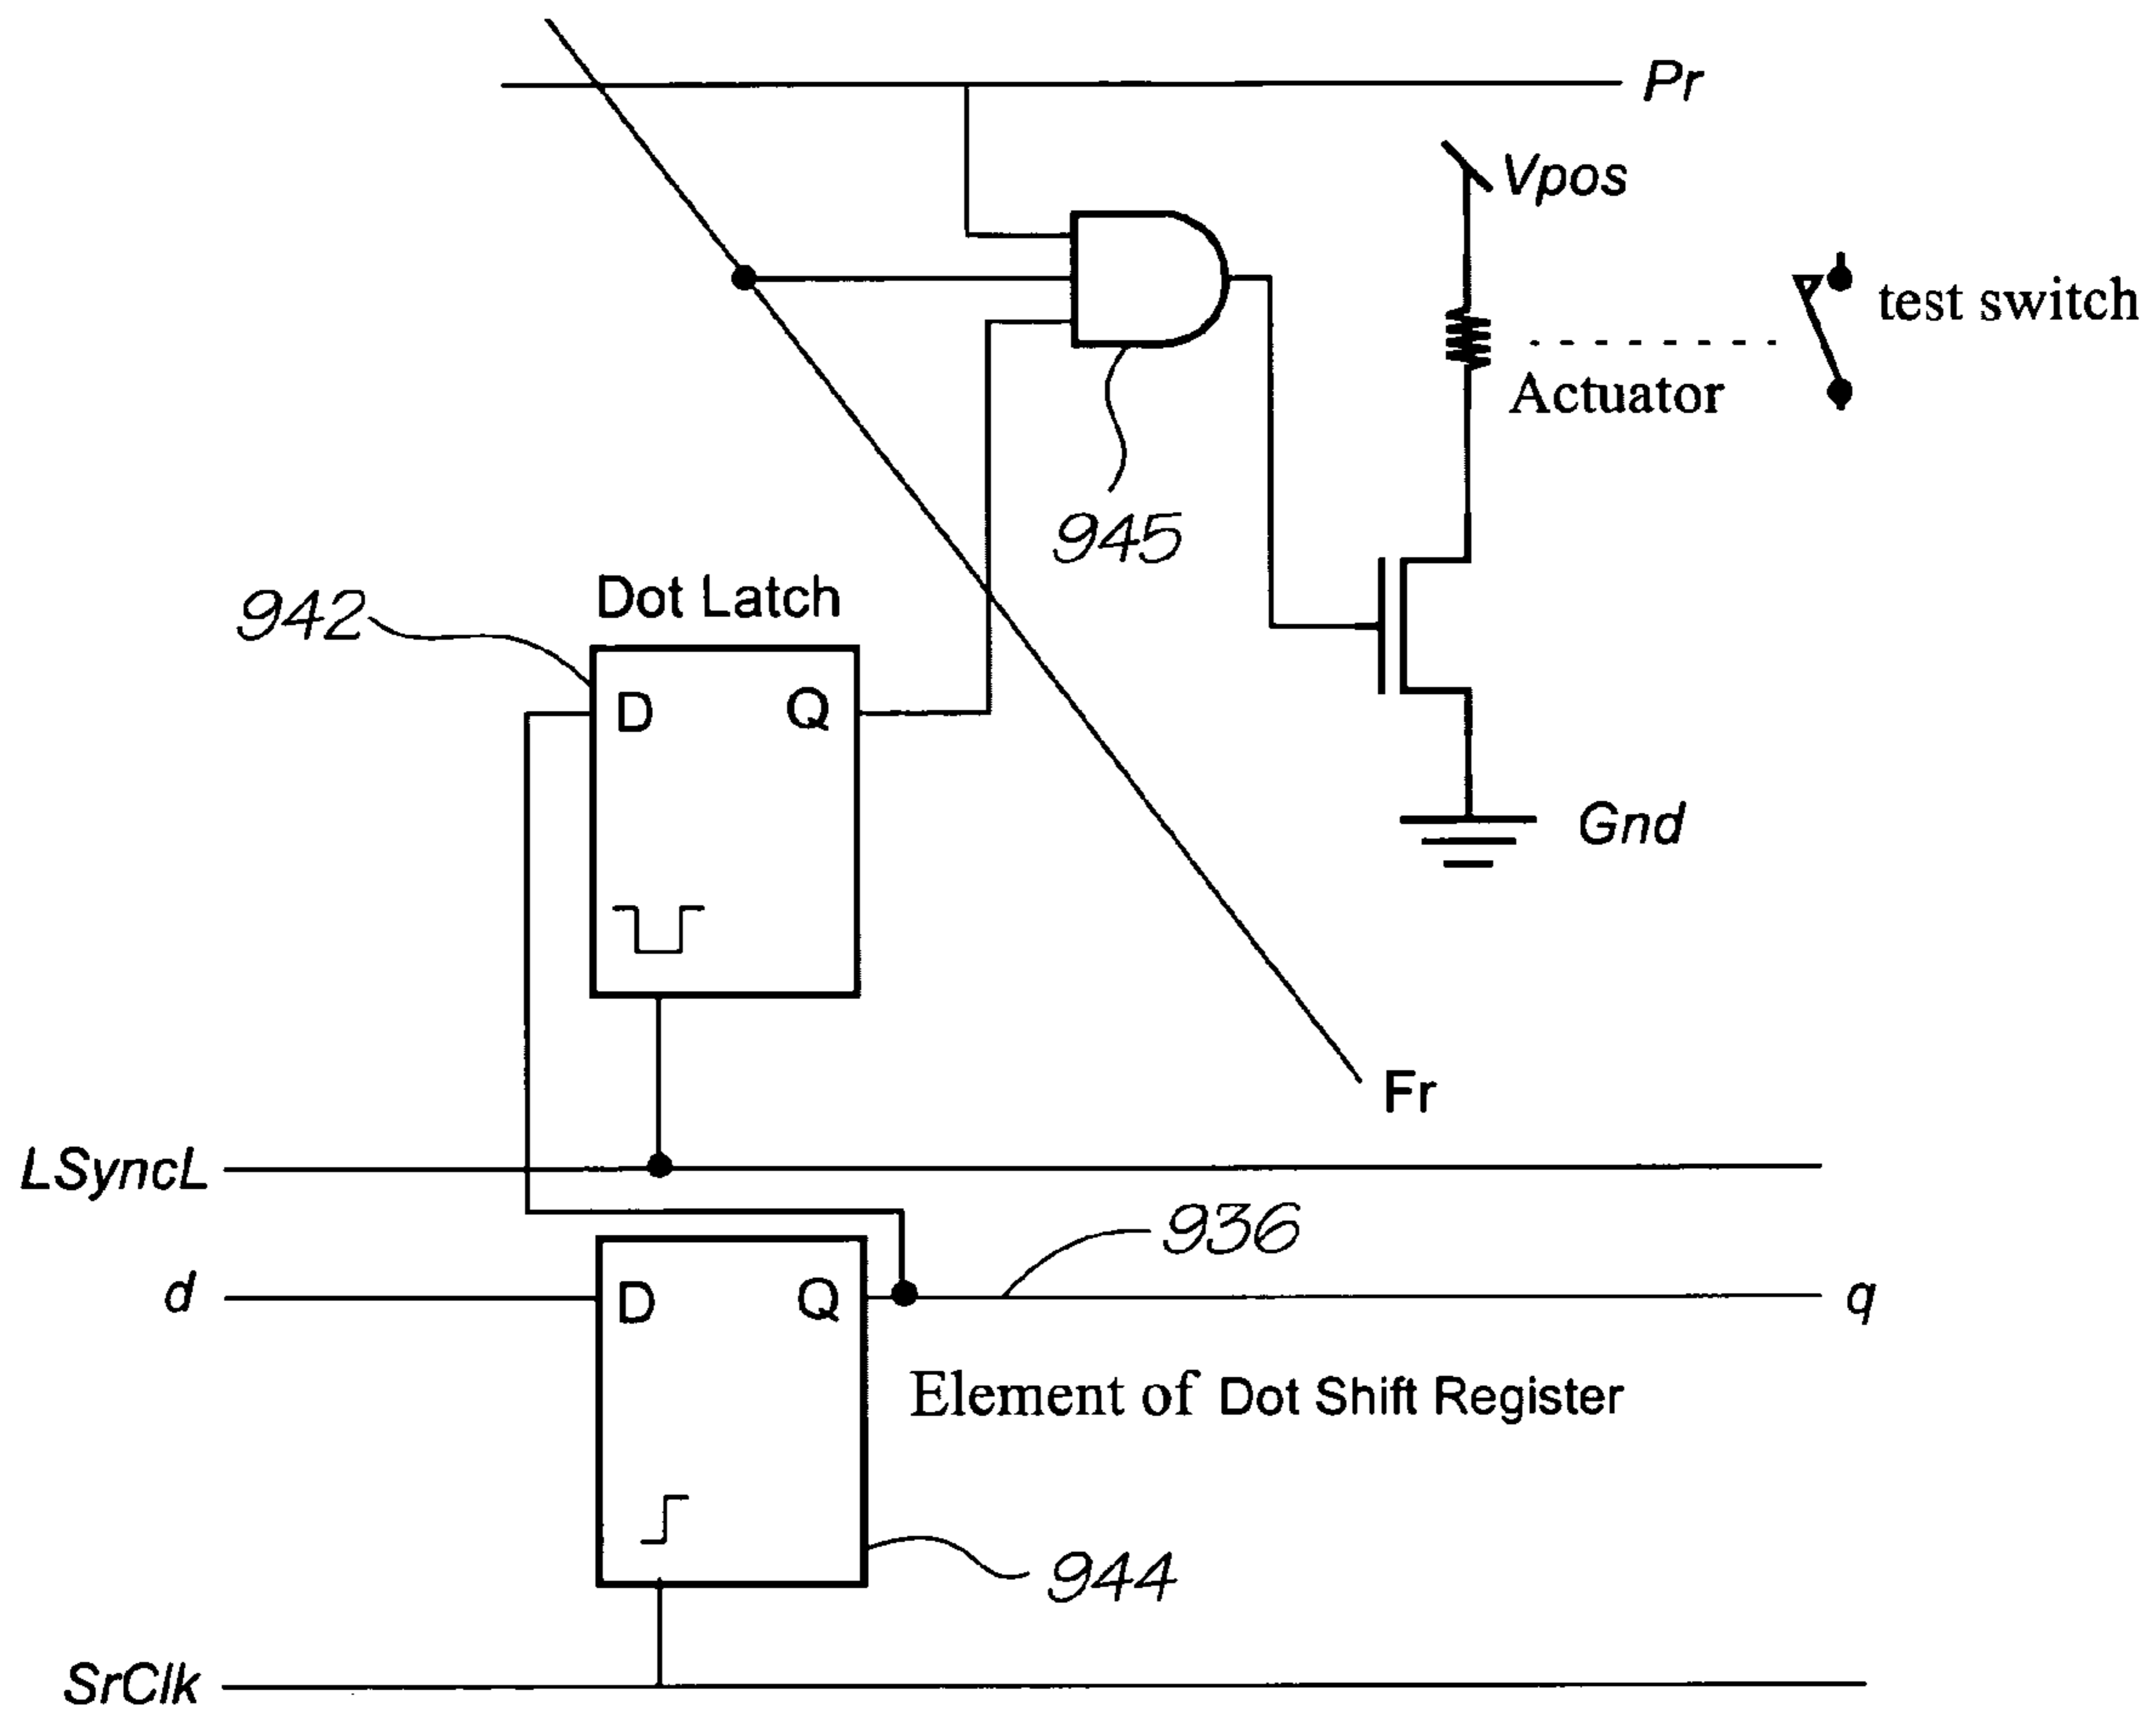 Pr
Vpos
test switch
Actuator
945
Dot Latch
942
D Q
Gnd
Fr
LSyncL
936
d
D Q
q
Element of Dot Shift Register
944
SrClk